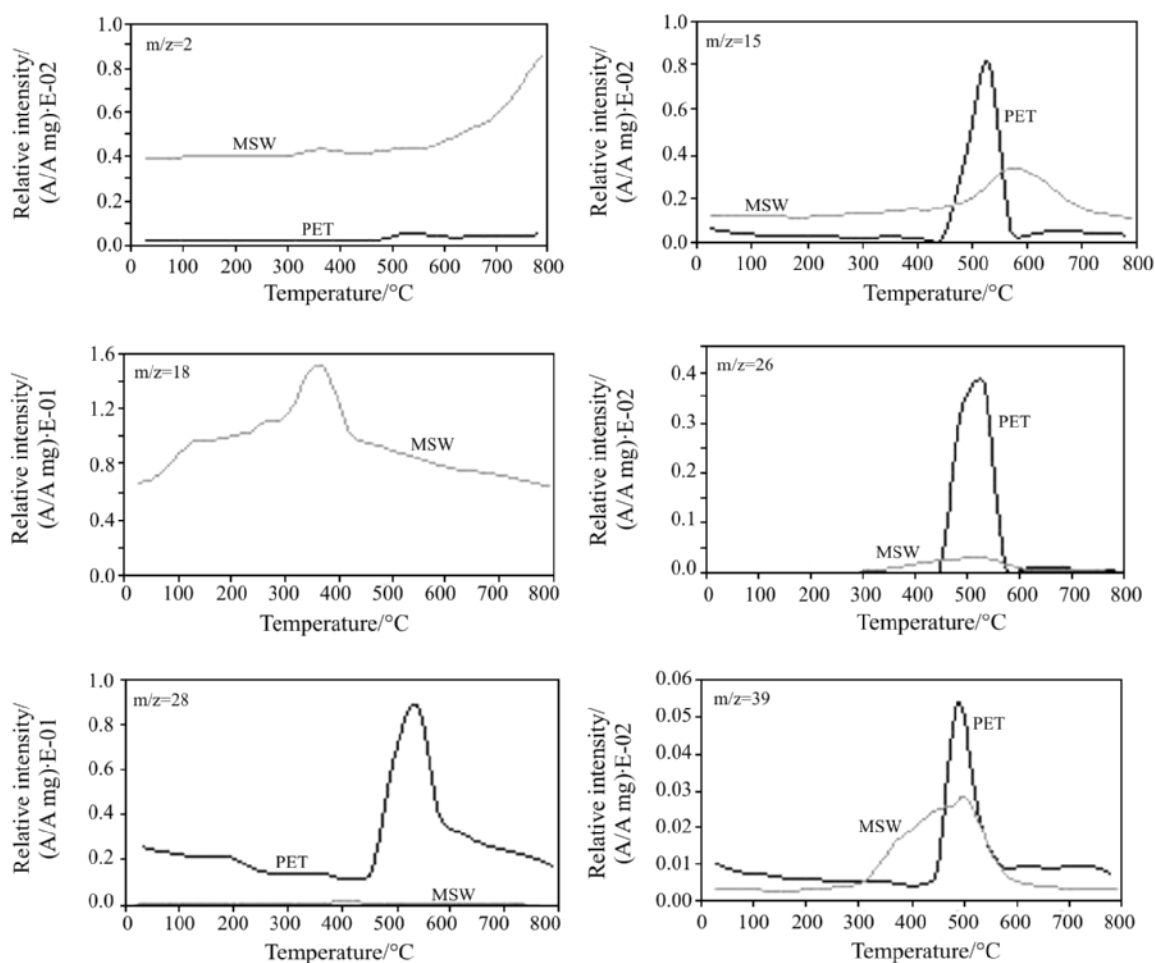 Relative intensity/
(A/A mg)·E-02
1.0
0.8
0.6
0.4
0.2
0.0
m/z=2
MSW
PET
0 100 200 300 400 500 600 700 800
Temperature/°C
Relative intensity/
(A/A mg)·E-02
1.0
0.8
0.6
0.4
0.2
0.0
m/z=15
PET
MSW
0 100 200 300 400 500 600 700 800
Temperature/°C
Relative intensity/
(A/A mg)·E-01
1.6
1.2
0.8
0.4
0.0
m/z=18
MSW
0 100 200 300 400 500 600 700 800
Temperature/°C
Relative intensity/
(A/A mg)·E-02
0.4
0.3
0.2
0.1
0.0
m/z=26
PET
MSW
0 100 200 300 400 500 600 700 800
Temperature/°C
Relative intensity/
(A/A mg)·E-01
1.0
0.8
0.6
0.4
0.2
0.0
m/z=28
PET
MSW
0 100 200 300 400 500 600 700 800
Temperature/°C
Relative intensity/
(A/A mg)·E-02
0.06
0.05
0.04
0.03
0.02
0.01
0.00
m/z=39
PET
MSW
0 100 200 300 400 500 600 700 800
Temperature/°C